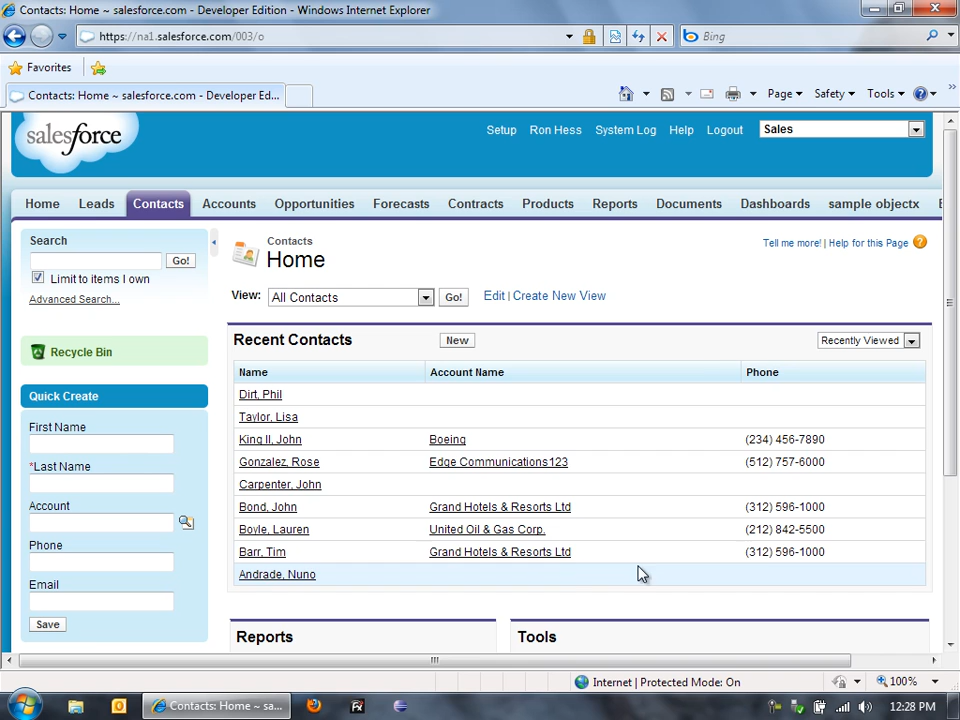 Contacts: Home ~ salesforce.com - Developer Edition - Windows Internet Explorer
https://na1.salesforce.com/003/o
Bing
Favorites
Contacts: Home ~ salesforce.com - Developer Ed...
Page
Safety
Tools
salesforce
Setup Ron Hess System Log Help Logout Sales
Home Leads Contacts Accounts Opportunities Forecasts Contracts Products Reports Documents Dashboards sample objectx
Search
Go!
Limit to items I own
Advanced Search...
Recycle Bin
Quick Create
First Name
*Last Name
Account
Phone
Email
Save
Contacts
Home
Tell me more! | Help for this Page
View: All Contacts Go! Edit | Create New View
Recent Contacts New Recently Viewed
Name Account Name Phone
Dirt, Phil
Taylor, Lisa
King II, John Boeing (234) 456-7890
Gonzalez, Rose Edge Communications123 (512) 757-6000
Carpenter, John
Bond, John Grand Hotels & Resorts Ltd (312) 596-1000
Boyle, Lauren United Oil & Gas Corp. (212) 842-5500
Barr, Tim Grand Hotels & Resorts Ltd (312) 596-1000
Andrade, Nuno
Reports Tools
Internet | Protected Mode: On
100%
Contacts: Home ~ sa...
12:28 PM